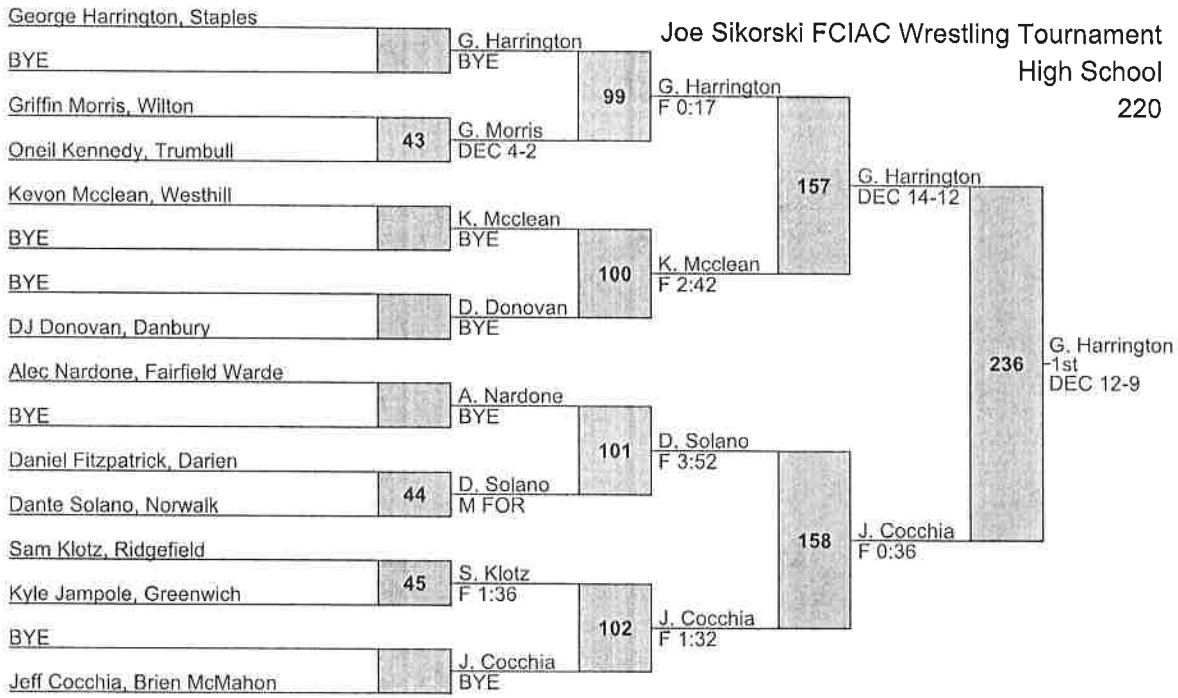 Joe Sikorski FCIAC Wrestling Tournament
High School
220
George Harrington, Staples
BYE
G. Harrington
BYE
Griffin Morris, Wilton
Oneil Kennedy, Trumbull
43
G. Morris
DEC 4-2
99
G. Harrington
F 0:17
Kevon Mcclean, Westhill
BYE
K. Mcclean
BYE
BYE
DJ Donovan, Danbury
D. Donovan
BYE
100
K. Mcclean
F 2:42
157
G. Harrington
DEC 14-12
Alec Nardone, Fairfield Warde
BYE
A. Nardone
BYE
Daniel Fitzpatrick, Darien
Dante Solano, Norwalk
44
D. Solano
M FOR
101
D. Solano
F 3:52
Sam Klotz, Ridgefield
Kyle Jampole, Greenwich
45
S. Klotz
F 1:36
BYE
Jeff Cocchia, Brien McMahon
J. Cocchia
BYE
102
J. Cocchia
F 1:32
158
J. Cocchia
F 0:36
236
G. Harrington
1st
DEC 12-9